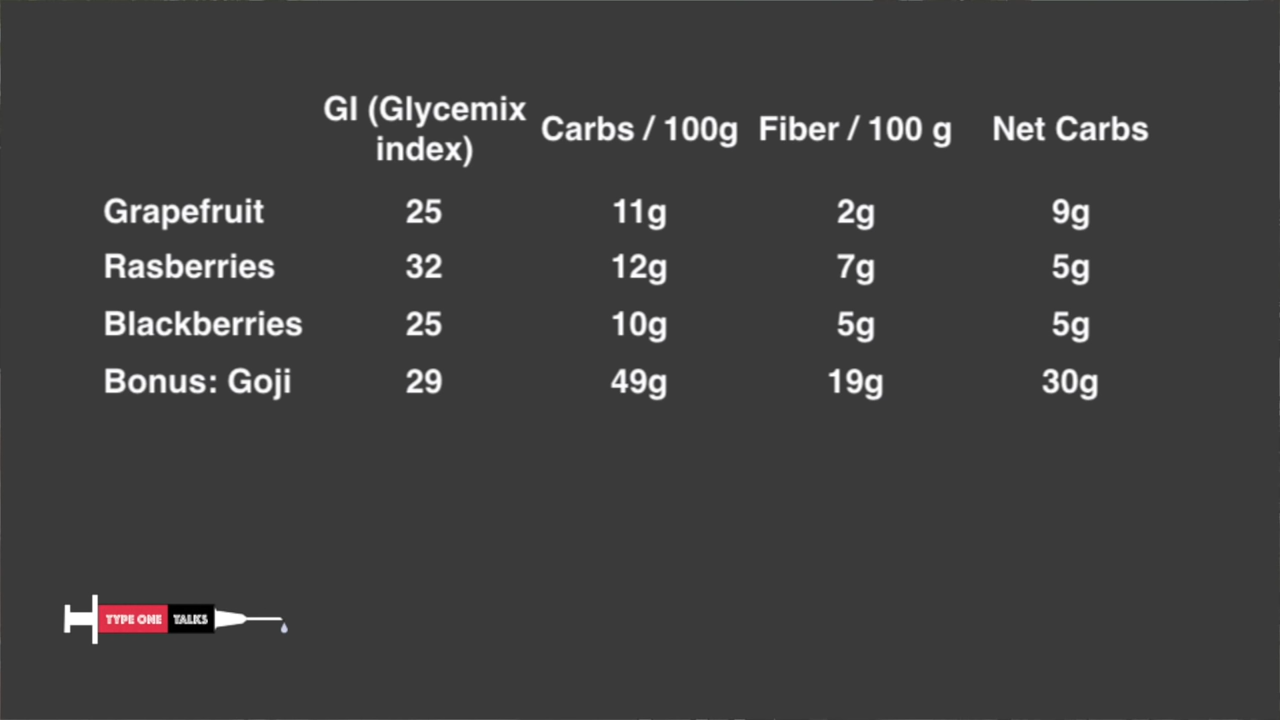 GI (Glycemix index) Carbs / 100g Fiber / 100 g Net Carbs
Grapefruit 25 11g 2g 9g
Rasberries 32 12g 7g 5g
Blackberries 25 10g 5g 5g
Bonus: Goji 29 49g 19g 30g
TYPE ONE TALKS